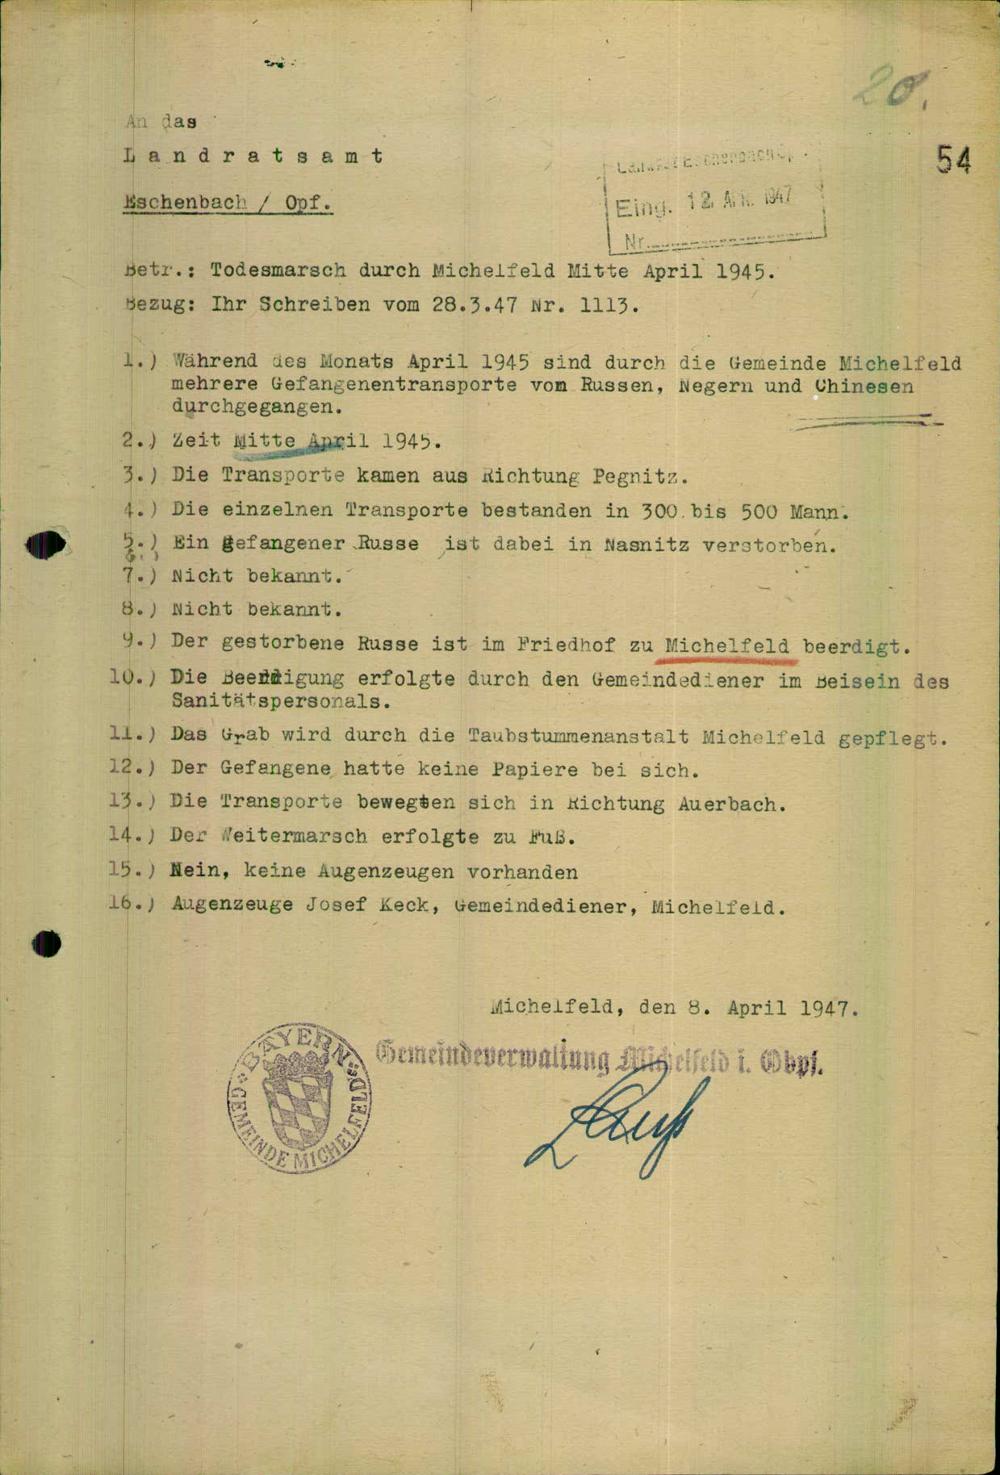 20.
An das
Landratsamt
54
Eschenbach / Opf.
Eing. 12. Apr. 1947
Nr.
Betr.: Todesmarsch durch Michelfeld Mitte April 1945.
Bezug: Ihr Schreiben vom 28.3.47 Nr. 1113.
1.) Während des Monats April 1945 sind durch die Gemeinde Michelfeld
mehrere Gefangenentransporte von Russen, Negern und Chinesen
durchgegangen.
2.) Zeit Mitte April 1945.
3.) Die Transporte kamen aus Richtung Pegnitz.
4.) Die einzelnen Transporte bestanden in 300 bis 500 Mann.
5.) Ein gefangener Russe ist dabei in Nasnitz verstorben.
6.)
7.) Nicht bekannt.
8.) Nicht bekannt.
9.) Der gestorbene Russe ist im Friedhof zu Michelfeld beerdigt.
10.) Die Beerdigung erfolgte durch den Gemeindediener im Beisein des
Sanitätspersonals.
11.) Das Grab wird durch die Taubstummenanstalt Michelfeld gepflegt.
12.) Der Gefangene hatte keine Papiere bei sich.
13.) Die Transporte bewegten sich in Richtung Auerbach.
14.) Der Weitermarsch erfolgte zu Fuß.
15.) Nein, keine Augenzeugen vorhanden
16.) Augenzeuge Josef Keck, Gemeindediener, Michelfeld.
Michelfeld, den 8. April 1947.
Gemeindeverwaltung Michelfeld i. Obpf.
BAYERN
GEMEINDE MICHELFELD